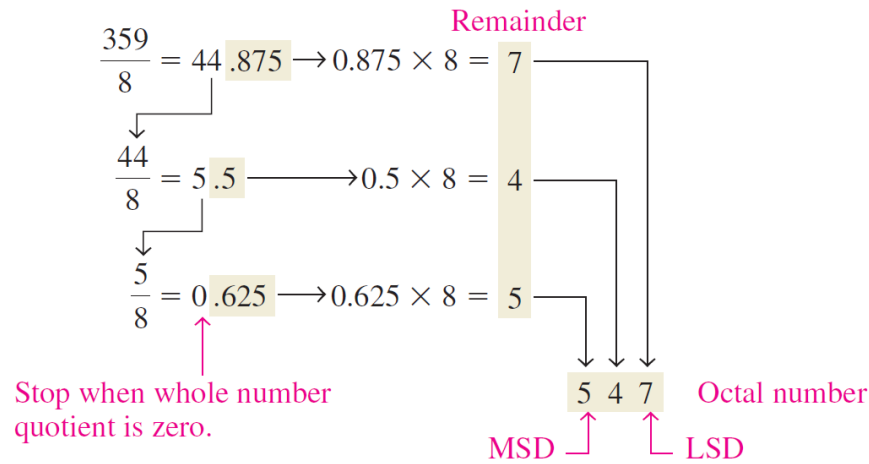 Remainder
359/8 = 44 .875 → 0.875 × 8 = 7
44/8 = 5 .5 → 0.5 × 8 = 4
5/8 = 0 .625 → 0.625 × 8 = 5
Stop when whole number
quotient is zero.
5 4 7 Octal number
MSD LSD